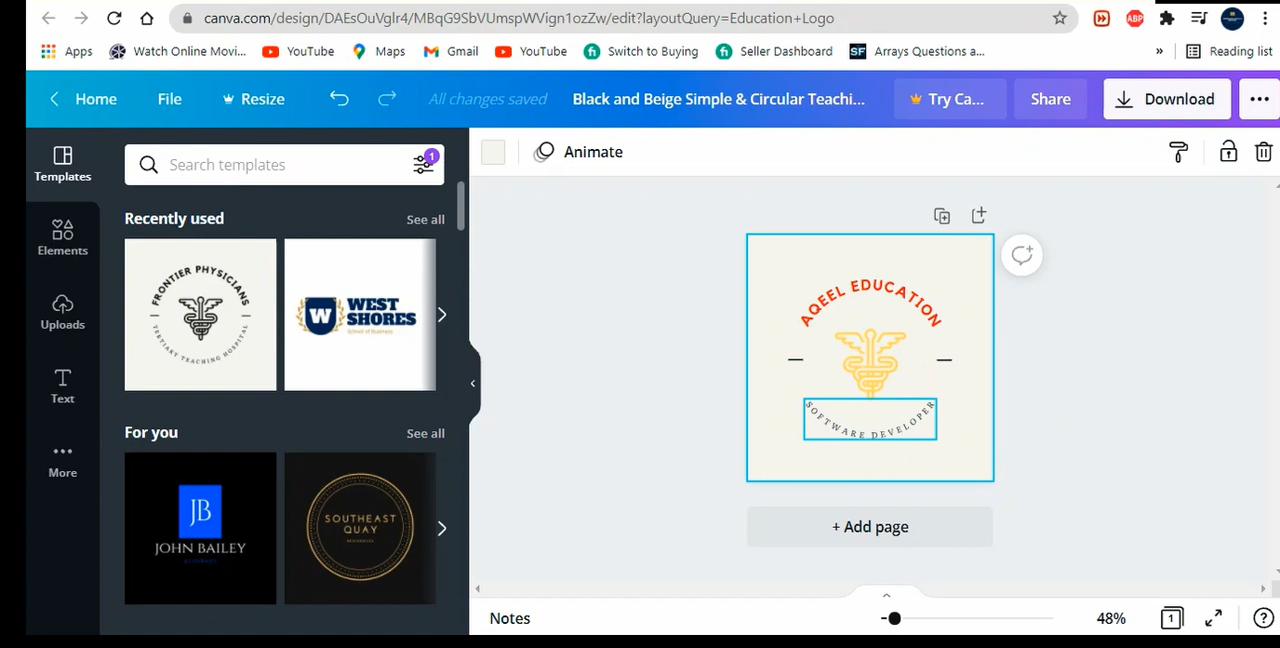 canva.com/design/DAEsOuVglr4/MBqG9SbVUmspWVign1ozZw/edit?layoutQuery=Education+Logo
ABP
Apps
Watch Online Movi...
YouTube
Maps
Gmail
YouTube
fi Switch to Buying
fi Seller Dashboard
SF Arrays Questions a...
»
Reading list
Home
File
Resize
All changes saved
Black and Beige Simple & Circular Teachi...
Try Ca...
Share
Download
Templates
Elements
Uploads
Text
More
Search templates
1
Recently used
See all
FRONTIER PHYSICIANS
TERTIARY TEACHING HOSPITAL
W
WEST
SHORES
School of Business
For you
See all
JB
JOHN BAILEY
SOUTHEAST
QUAY
Animate
AQEEL EDUCATION
SOFTWARE DEVELOPER
+ Add page
Notes
48%
1
?